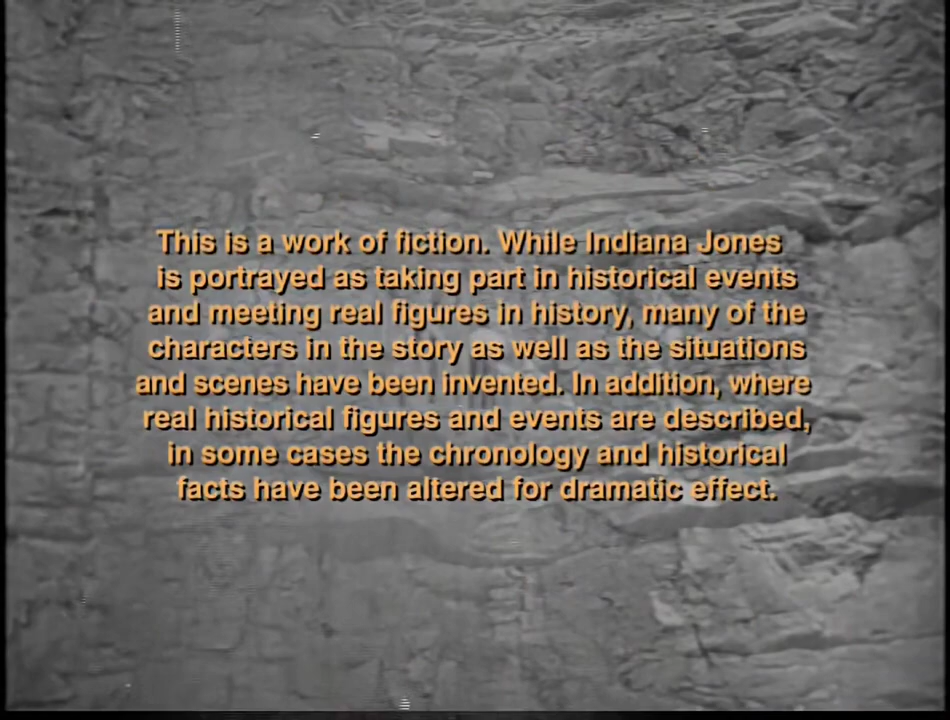 This is a work of fiction. While Indiana Jones
is portrayed as taking part in historical events
and meeting real figures in history, many of the
characters in the story as well as the situations
and scenes have been invented. In addition, where
real historical figures and events are described,
in some cases the chronology and historical
facts have been altered for dramatic effect.